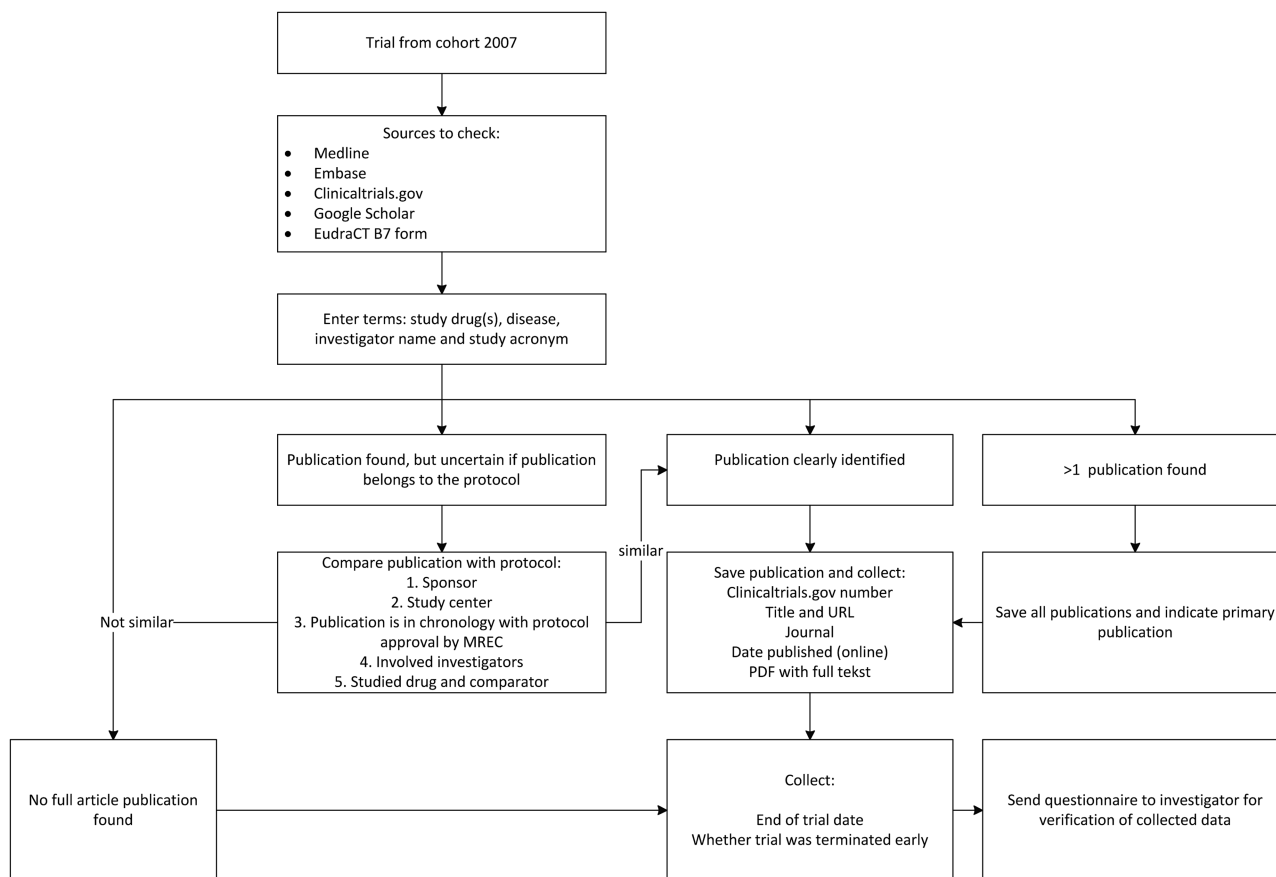 Trial from cohort 2007
Sources to check:
• Medline
• Embase
• Clinicaltrials.gov
• Google Scholar
• EudraCT B7 form
Enter terms: study drug(s), disease,
investigator name and study acronym
Publication found, but uncertain if publication
belongs to the protocol
Publication clearly identified
>1 publication found
Compare publication with protocol:
1. Sponsor
2. Study center
3. Publication is in chronology with protocol
approval by MREC
4. Involved investigators
5. Studied drug and comparator
similar
Not similar
Save publication and collect:
Clinicaltrials.gov number
Title and URL
Journal
Date published (online)
PDF with full tekst
Save all publications and indicate primary
publication
No full article publication
found
Collect:
End of trial date
Whether trial was terminated early
Send questionnaire to investigator for
verification of collected data